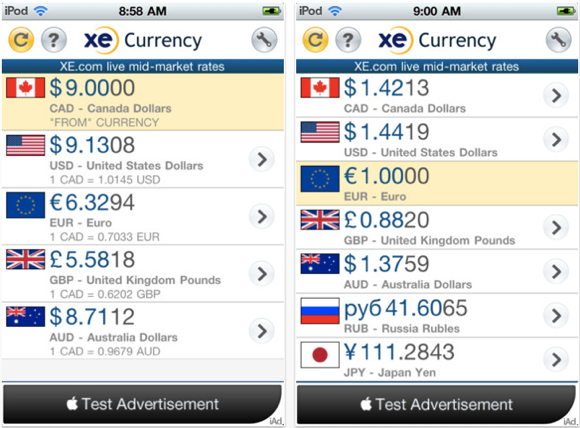 iPod 8:58 AM
? xe Currency
XE.com live mid-market rates
$9.0000
CAD - Canada Dollars
"FROM" CURRENCY
$9.1308
USD - United States Dollars
1 CAD = 1.0145 USD
€6.3294
EUR - Euro
1 CAD = 0.7033 EUR
£5.5818
GBP - United Kingdom Pounds
1 CAD = 0.6202 GBP
$8.7112
AUD - Australia Dollars
1 CAD = 0.9679 AUD
Test Advertisement
iAd
iPod 9:00 AM
? xe Currency
XE.com live mid-market rates
$1.4213
CAD - Canada Dollars
$1.4419
USD - United States Dollars
€1.0000
EUR - Euro
£0.8820
GBP - United Kingdom Pounds
$1.3759
AUD - Australia Dollars
руб 41.6065
RUB - Russia Rubles
¥111.2843
JPY - Japan Yen
Test Advertisement
iAd